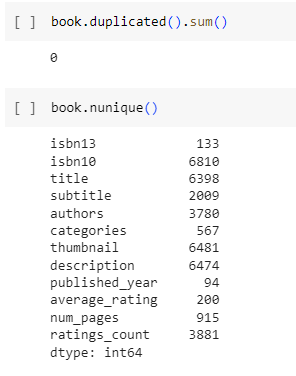 [ ] book.duplicated().sum()
0
[ ] book.nunique()
isbn13 133
isbn10 6810
title 6398
subtitle 2009
authors 3780
categories 567
thumbnail 6481
description 6474
published_year 94
average_rating 200
num_pages 915
ratings_count 3881
dtype: int64